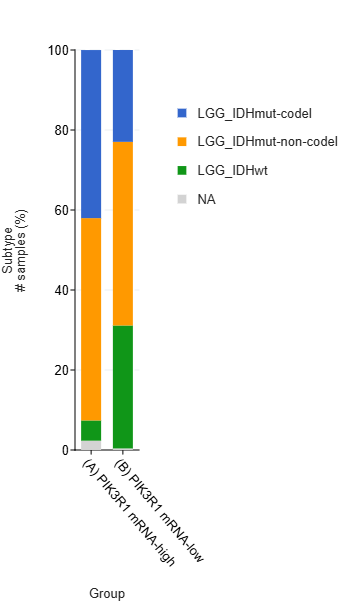 100
80
60
40
20
0
Subtype
# samples (%)
(A) PIK3R1 mRNA-high
(B) PIK3R1 mRNA-low
Group
LGG_IDHmut-codel
LGG_IDHmut-non-codel
LGG_IDHwt
NA